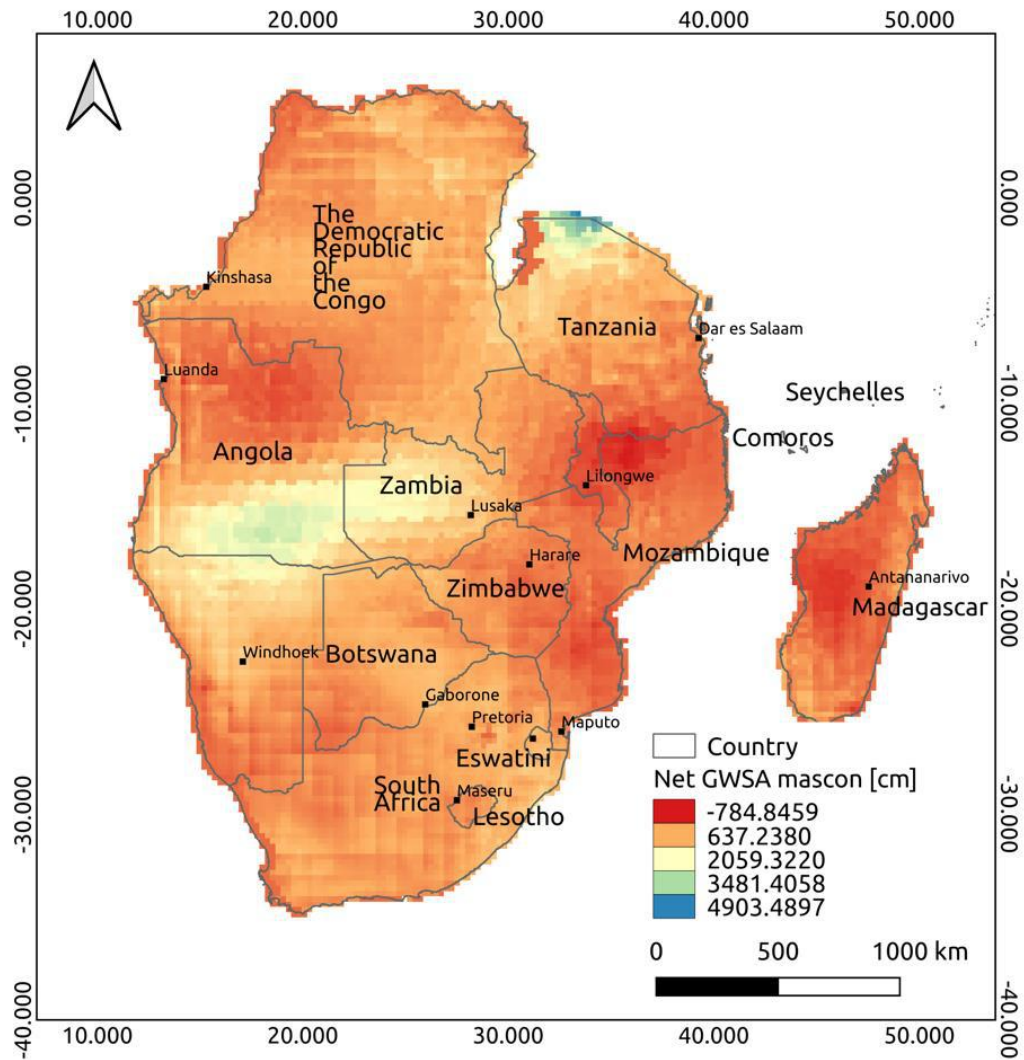 10.000 20.000 30.000 40.000 50.000
0.000 0.000
The
Democratic
Republic
of
the
Congo
Kinshasa
Tanzania
Dar es Salaam
Luanda
-10.000 -10.000
Seychelles
Comoros
Angola
Zambia
Lilongwe
Lusaka
Mozambique
Harare
Zimbabwe
Antananarivo
Madagascar
-20.000 -20.000
Windhoek
Botswana
Gaborone
Pretoria
Maputo
Eswatini
South
Africa
Maseru
Lesotho
-30.000 -30.000
Country
Net GWSA mascon [cm]
-784.8459
637.2380
2059.3220
3481.4058
4903.4897
0 500 1000 km
-40.000 -40.000
10.000 20.000 30.000 40.000 50.000